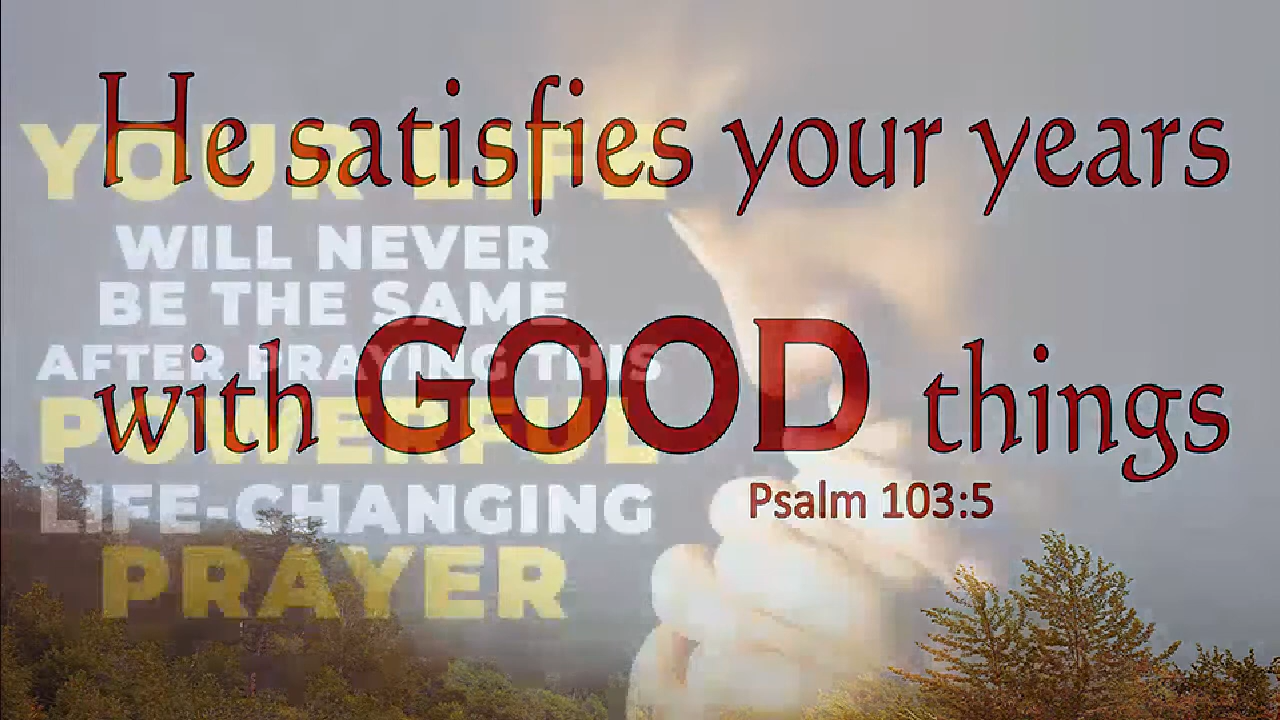 He satisfies your years
with GOOD things
Psalm 103:5
YOUR LIFE
WILL NEVER
BE THE SAME
AFTER PRAYING THIS
POWERFUL
LIFE-CHANGING
PRAYER